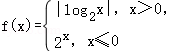 f(x)={|log₂x|, x>0,
2ˣ, x≤0